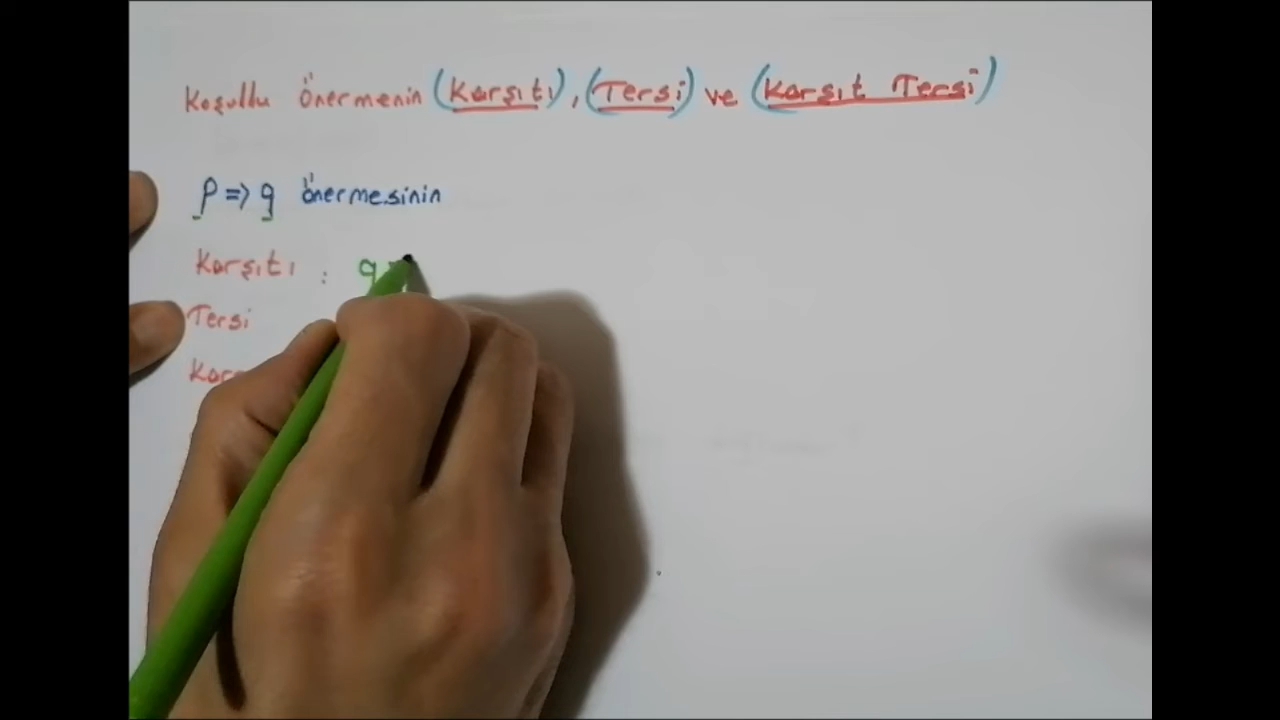 Koşullu Önermenin (Karşıtı), (Tersi) ve (Karşıt Tersi)
p => q önermesinin
Karşıtı : q
Tersi